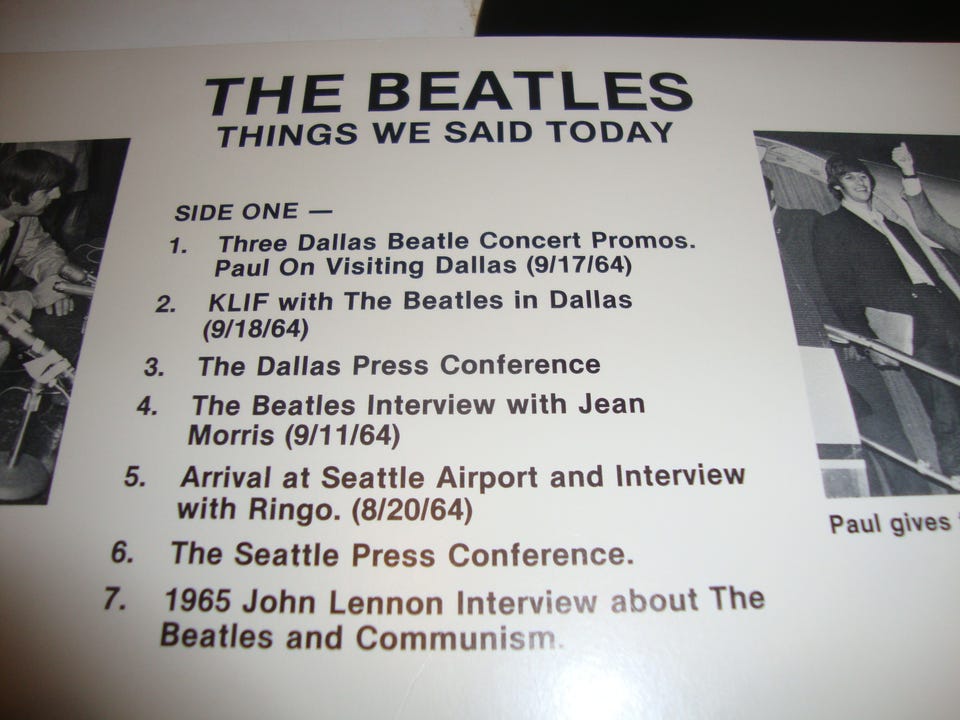 THE BEATLES
THINGS WE SAID TODAY
SIDE ONE —
1. Three Dallas Beatle Concert Promos.
Paul On Visiting Dallas (9/17/64)
2. KLIF with The Beatles in Dallas
(9/18/64)
3. The Dallas Press Conference
4. The Beatles Interview with Jean
Morris (9/11/64)
5. Arrival at Seattle Airport and Interview
with Ringo. (8/20/64)
6. The Seattle Press Conference.
7. 1965 John Lennon Interview about The
Beatles and Communism.
Paul gives